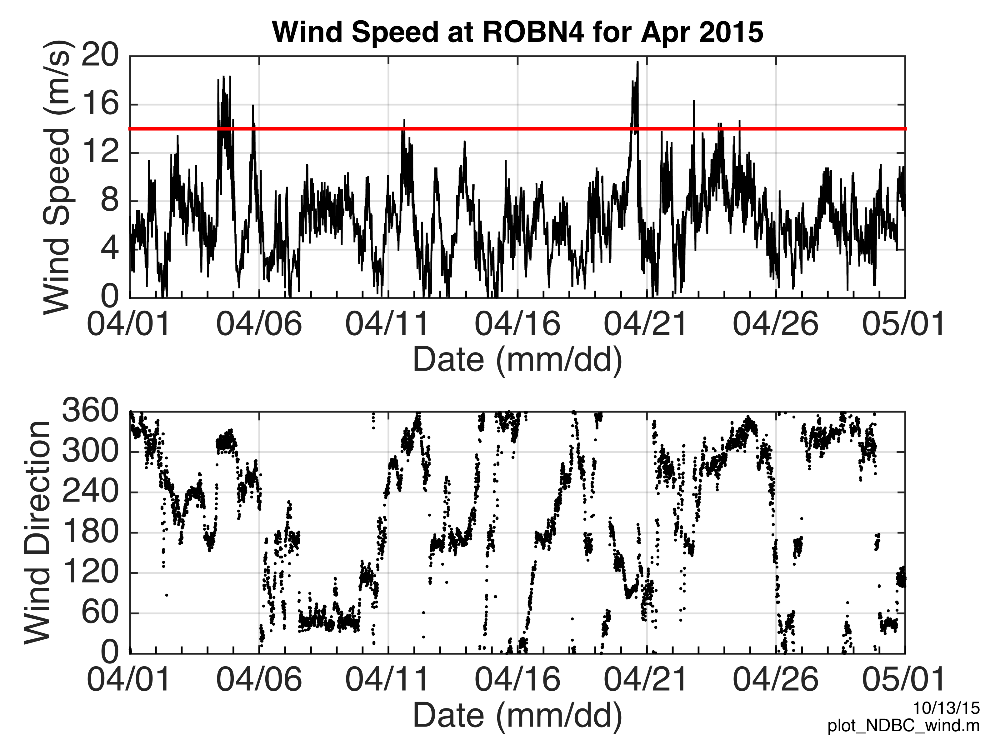 Wind Speed at ROBN4 for Apr 2015
Wind Speed (m/s)
20
16
12
8
4
0
04/01 04/06 04/11 04/16 04/21 04/26 05/01
Date (mm/dd)
Wind Direction
360
300
240
180
120
60
0
04/01 04/06 04/11 04/16 04/21 04/26 05/01
Date (mm/dd)
10/13/15
plot_NDBC_wind.m